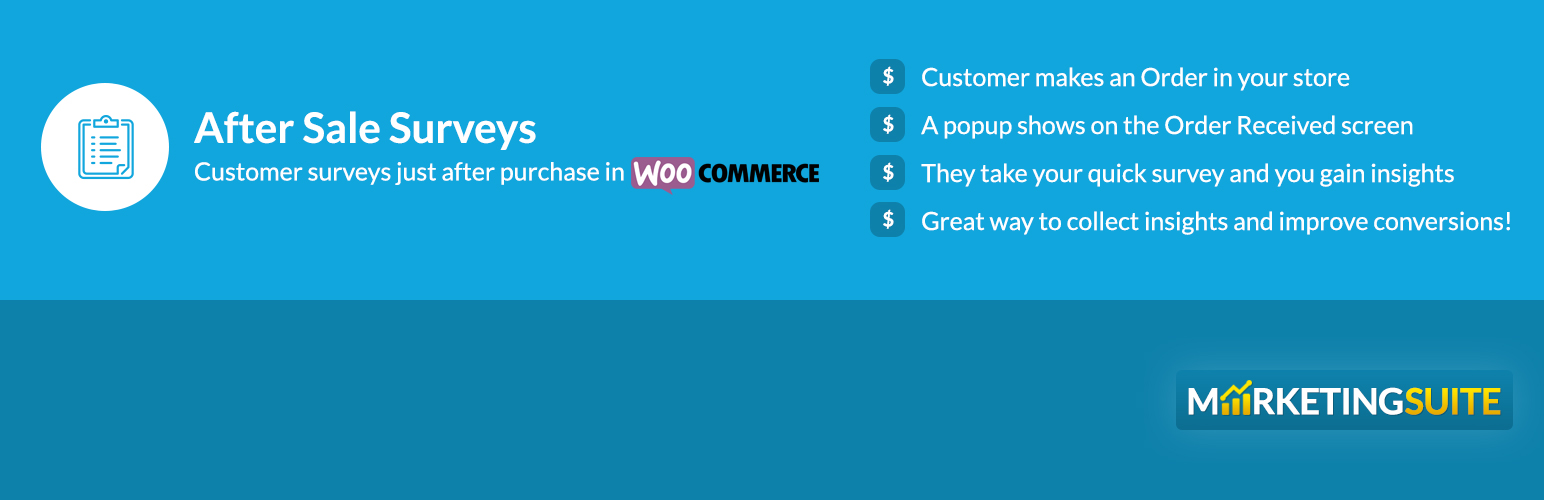 After Sale Surveys
Customer surveys just after purchase in WOO COMMERCE
$ Customer makes an Order in your store
$ A popup shows on the Order Received screen
$ They take your quick survey and you gain insights
$ Great way to collect insights and improve conversions!
MARKETINGSUITE